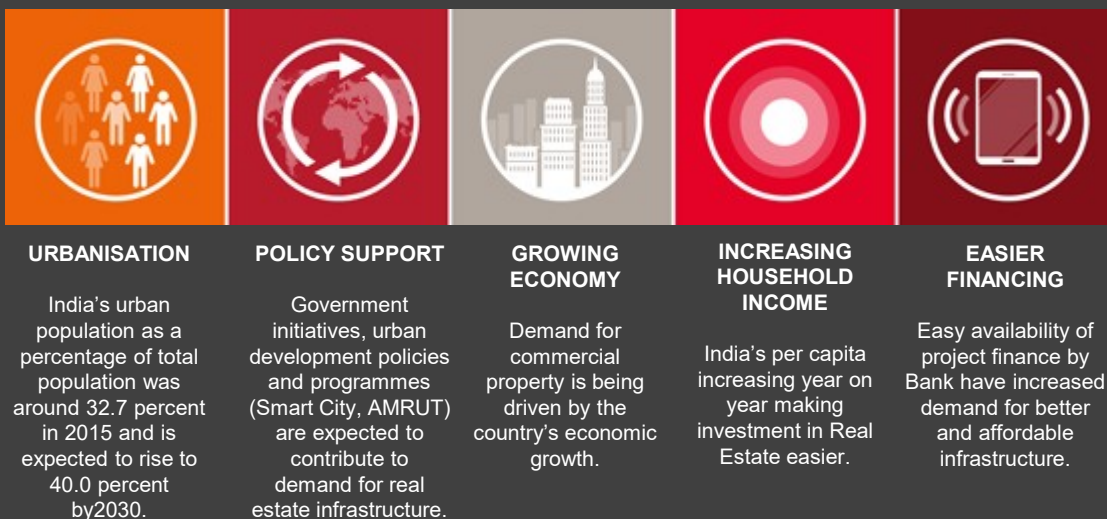 URBANISATION
India's urban
population as a
percentage of total
population was
around 32.7 percent
in 2015 and is
expected to rise to
40.0 percent
by2030.
POLICY SUPPORT
Government
initiatives, urban
development policies
and programmes
(Smart City, AMRUT)
are expected to
contribute to
demand for real
estate infrastructure.
GROWING
ECONOMY
Demand for
commercial
property is being
driven by the
country's economic
growth.
INCREASING
HOUSEHOLD
INCOME
India's per capita
increasing year on
year making
investment in Real
Estate easier.
EASIER
FINANCING
Easy availability of
project finance by
Bank have increased
demand for better
and affordable
infrastructure.